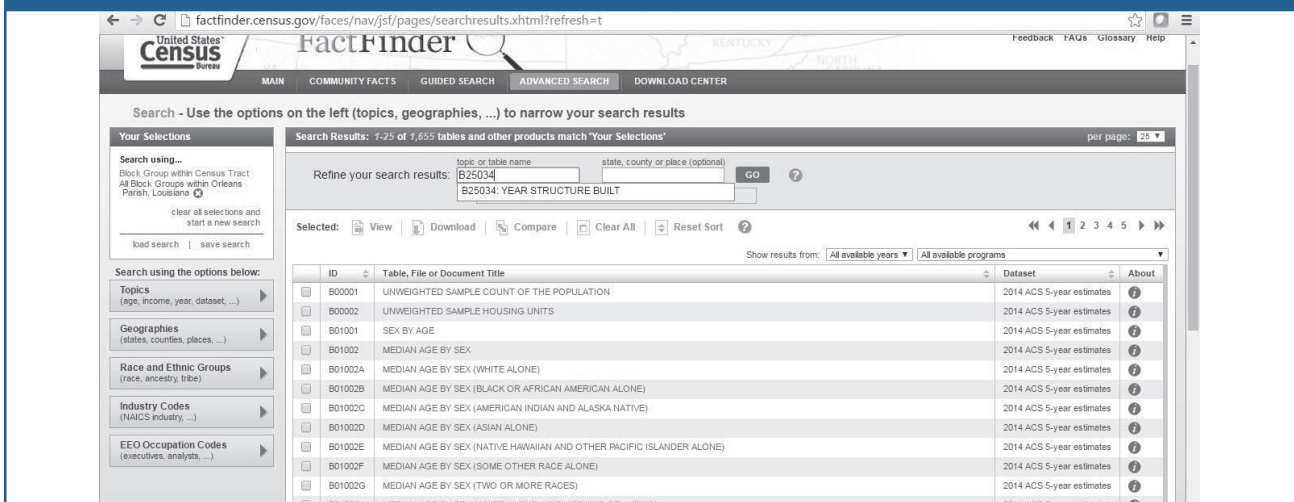 factfinder.census.gov/faces/nav/jsf/pages/searchresults.xhtml?refresh=t
United States™
Census
Bureau
FactFinder
KENTUCKY
NORTH
Feedback FAQs Glossary Help
MAIN COMMUNITY FACTS GUIDED SEARCH ADVANCED SEARCH DOWNLOAD CENTER
Search - Use the options on the left (topics, geographies, ...) to narrow your search results
Your Selections
Search using...
Block Group within Census Tract
All Block Groups within Orleans
Parish, Louisiana
clear all selections and
start a new search
load search | save search
Search using the options below:
Topics
(age, income, year, dataset, ...)
Geographies
(states, counties, places, ...)
Race and Ethnic Groups
(race, ancestry, tribe)
Industry Codes
(NAICS industry, ...)
EEO Occupation Codes
(executives, analysts, ...)
Search Results: 1-25 of 1,655 tables and other products match 'Your Selections' per page: 25
topic or table name state, county or place (optional)
Refine your search results: B25034 GO ?
B25034: YEAR STRUCTURE BUILT
Selected: View | Download | Compare | Clear All | Reset Sort ? 1 2 3 4 5
Show results from: All available years All available programs
ID Table, File or Document Title Dataset About
B00001 UNWEIGHTED SAMPLE COUNT OF THE POPULATION 2014 ACS 5-year estimates
B00002 UNWEIGHTED SAMPLE HOUSING UNITS 2014 ACS 5-year estimates
B01001 SEX BY AGE 2014 ACS 5-year estimates
B01002 MEDIAN AGE BY SEX 2014 ACS 5-year estimates
B01002A MEDIAN AGE BY SEX (WHITE ALONE) 2014 ACS 5-year estimates
B01002B MEDIAN AGE BY SEX (BLACK OR AFRICAN AMERICAN ALONE) 2014 ACS 5-year estimates
B01002C MEDIAN AGE BY SEX (AMERICAN INDIAN AND ALASKA NATIVE) 2014 ACS 5-year estimates
B01002D MEDIAN AGE BY SEX (ASIAN ALONE) 2014 ACS 5-year estimates
B01002E MEDIAN AGE BY SEX (NATIVE HAWAIIAN AND OTHER PACIFIC ISLANDER ALONE) 2014 ACS 5-year estimates
B01002F MEDIAN AGE BY SEX (SOME OTHER RACE ALONE) 2014 ACS 5-year estimates
B01002G MEDIAN AGE BY SEX (TWO OR MORE RACES) 2014 ACS 5-year estimates